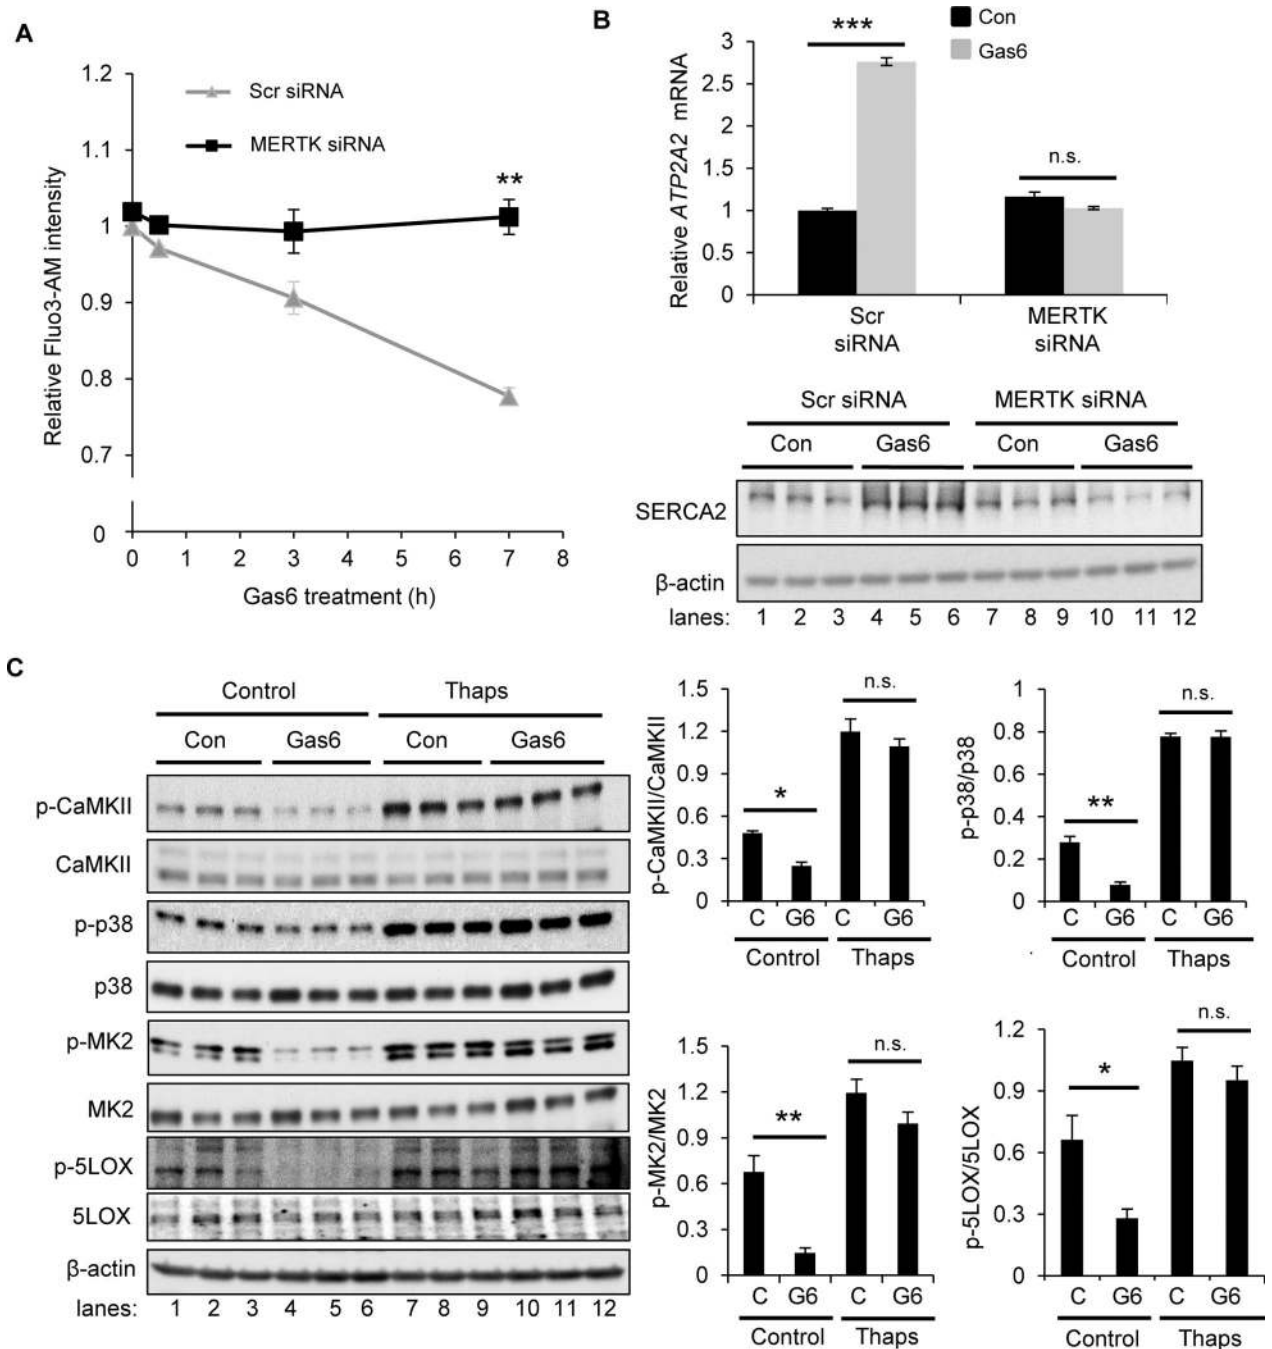 A
1.2
1.1
1
0.9
0.8
0.7
0
Relative Fluo3-AM intensity
Scr siRNA
MERTK siRNA
**
0 1 2 3 4 5 6 7 8
Gas6 treatment (h)
B
Con
Gas6
3
2.5
2
1.5
1
0.5
0
Relative ATP2A2 mRNA
***
n.s.
Scr
siRNA
MERTK
siRNA
Scr siRNA MERTK siRNA
Con Gas6 Con Gas6
SERCA2
β-actin
lanes: 1 2 3 4 5 6 7 8 9 10 11 12
C
Control Thaps
Con Gas6 Con Gas6
p-CaMKII
CaMKII
p-p38
p38
p-MK2
MK2
p-5LOX
5LOX
β-actin
lanes: 1 2 3 4 5 6 7 8 9 10 11 12
1.5
1.2
0.9
0.6
0.3
0
p-CaMKII/CaMKII
*
n.s.
C G6 C G6
Control Thaps
1
0.8
0.6
0.4
0.2
0
p-p38/p38
**
n.s.
C G6 C G6
Control Thaps
1.5
1.2
0.9
0.6
0.3
0
p-MK2/MK2
**
n.s.
C G6 C G6
Control Thaps
1.2
0.9
0.6
0.3
0
p-5LOX/5LOX
*
n.s.
C G6 C G6
Control Thaps